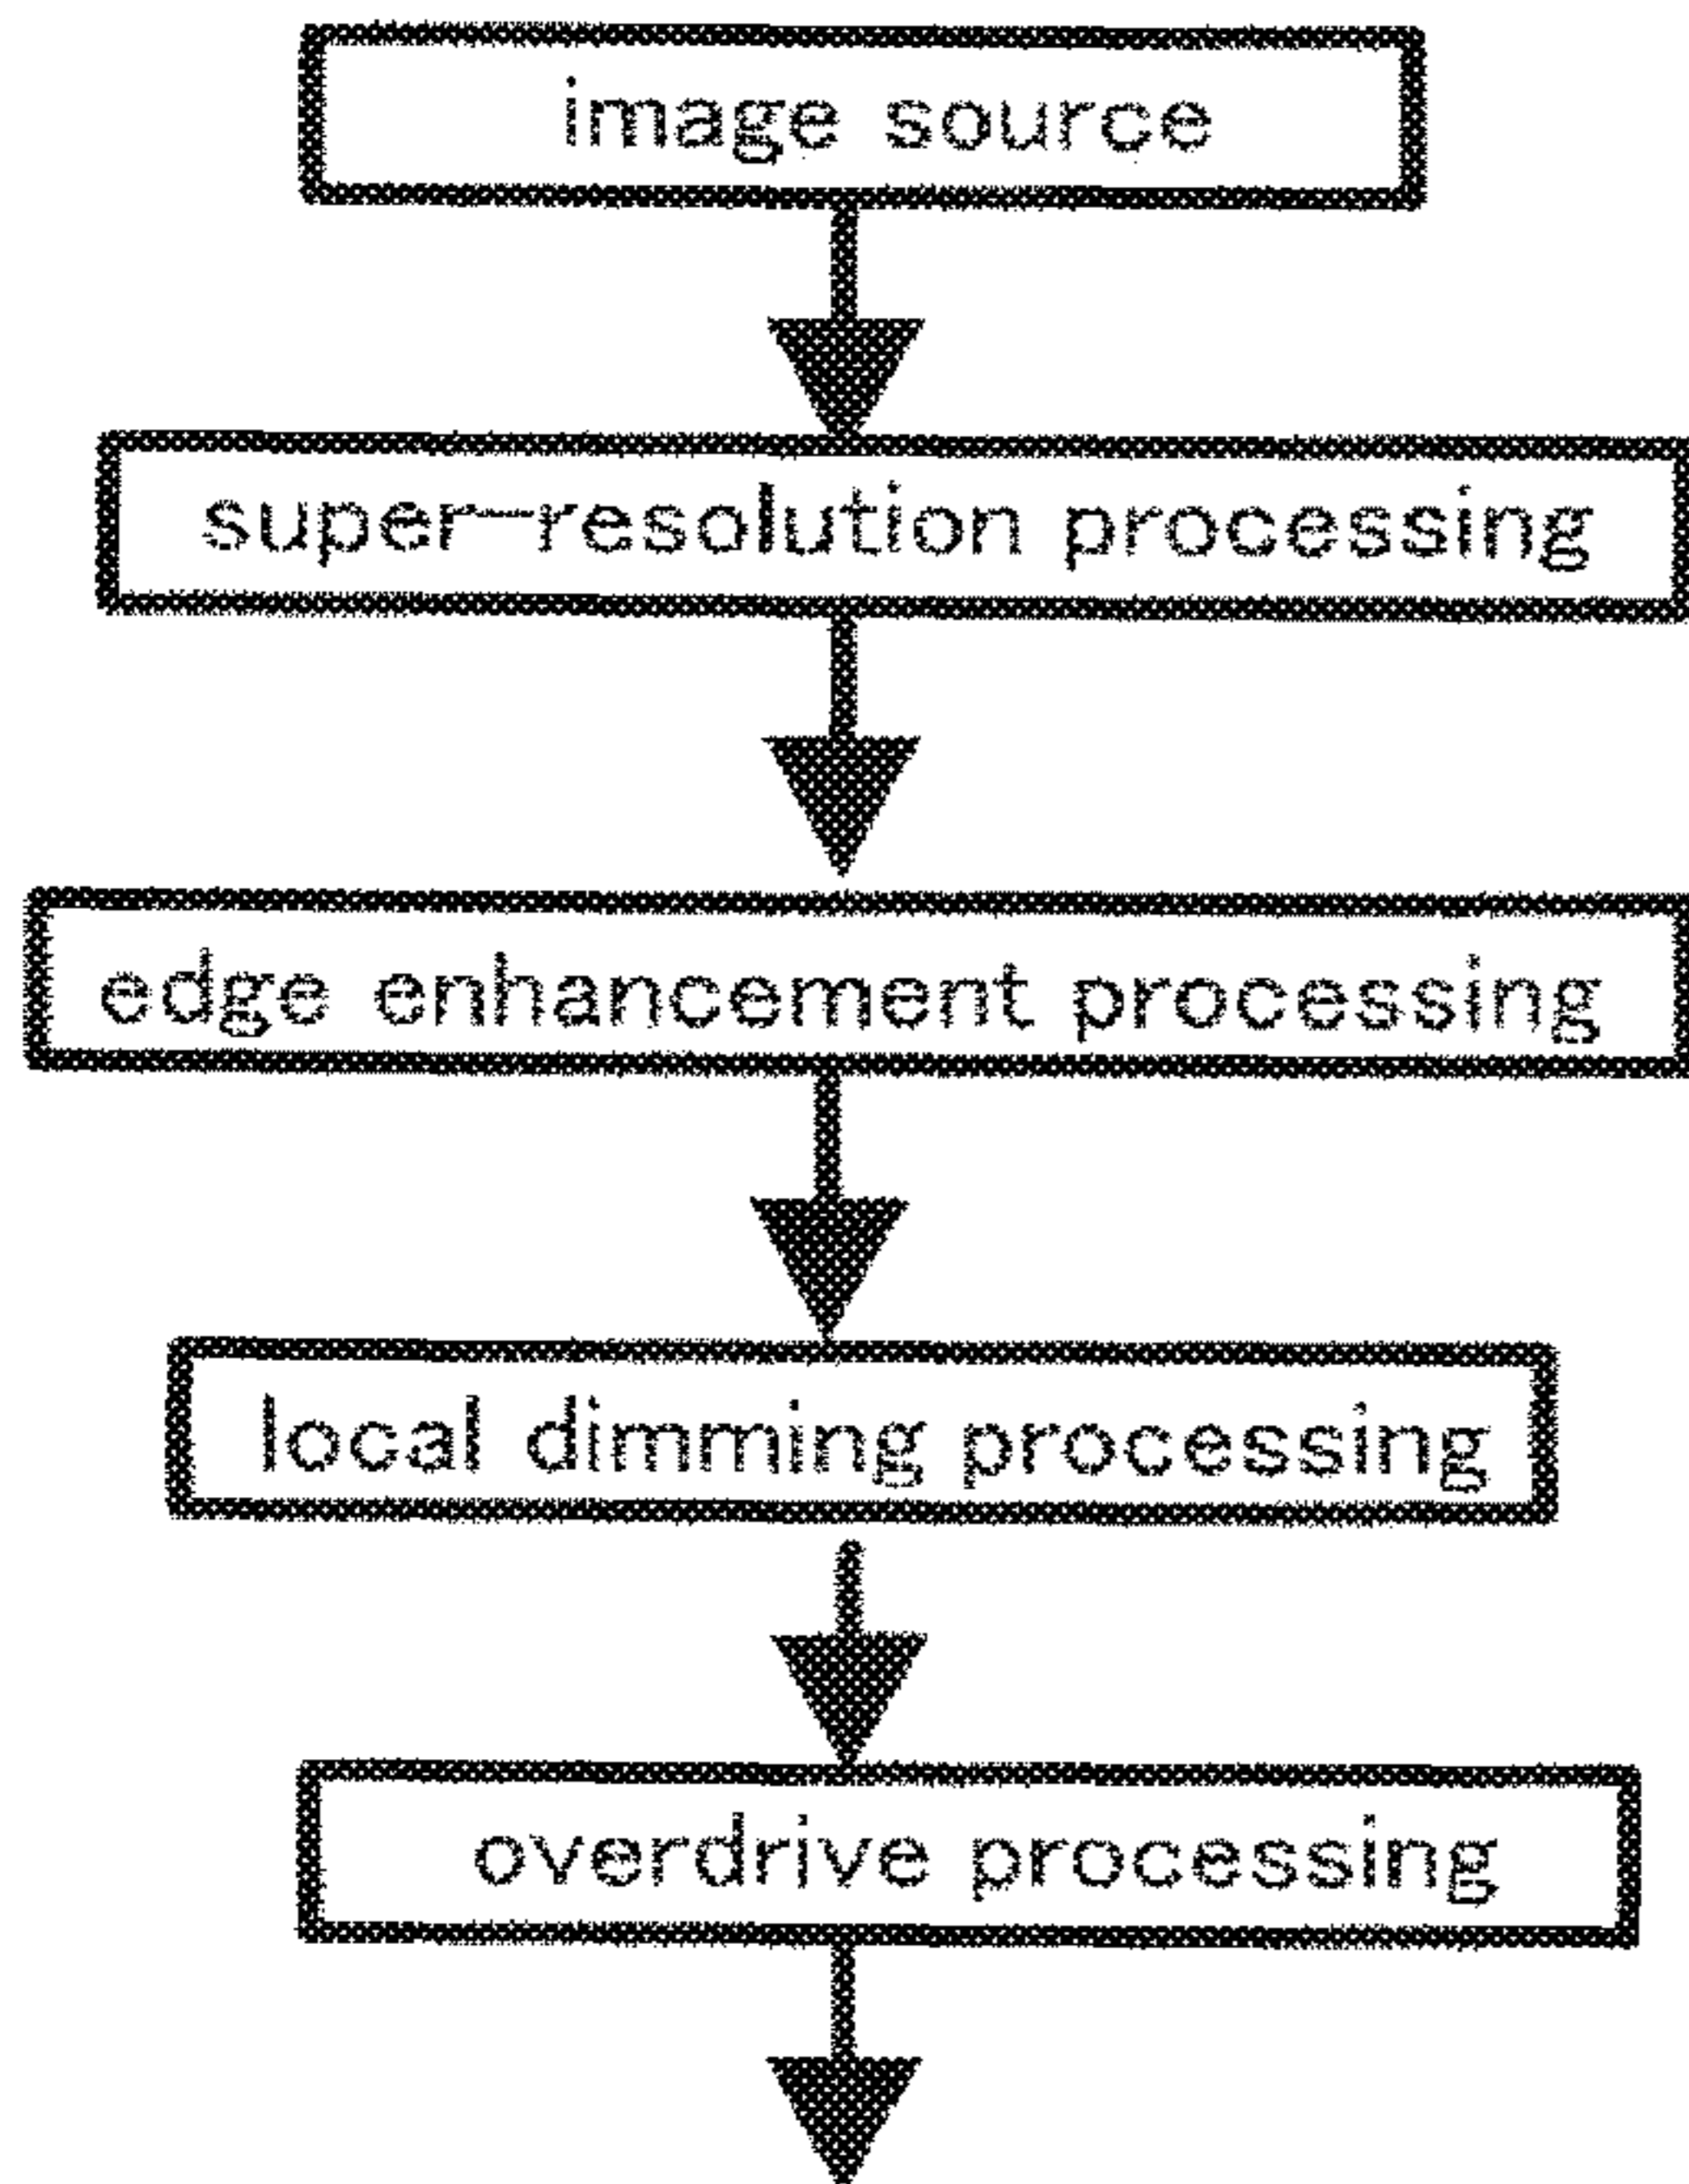 image source
super-resolution processing
edge enhancement processing
local dimming processing
overdrive processing